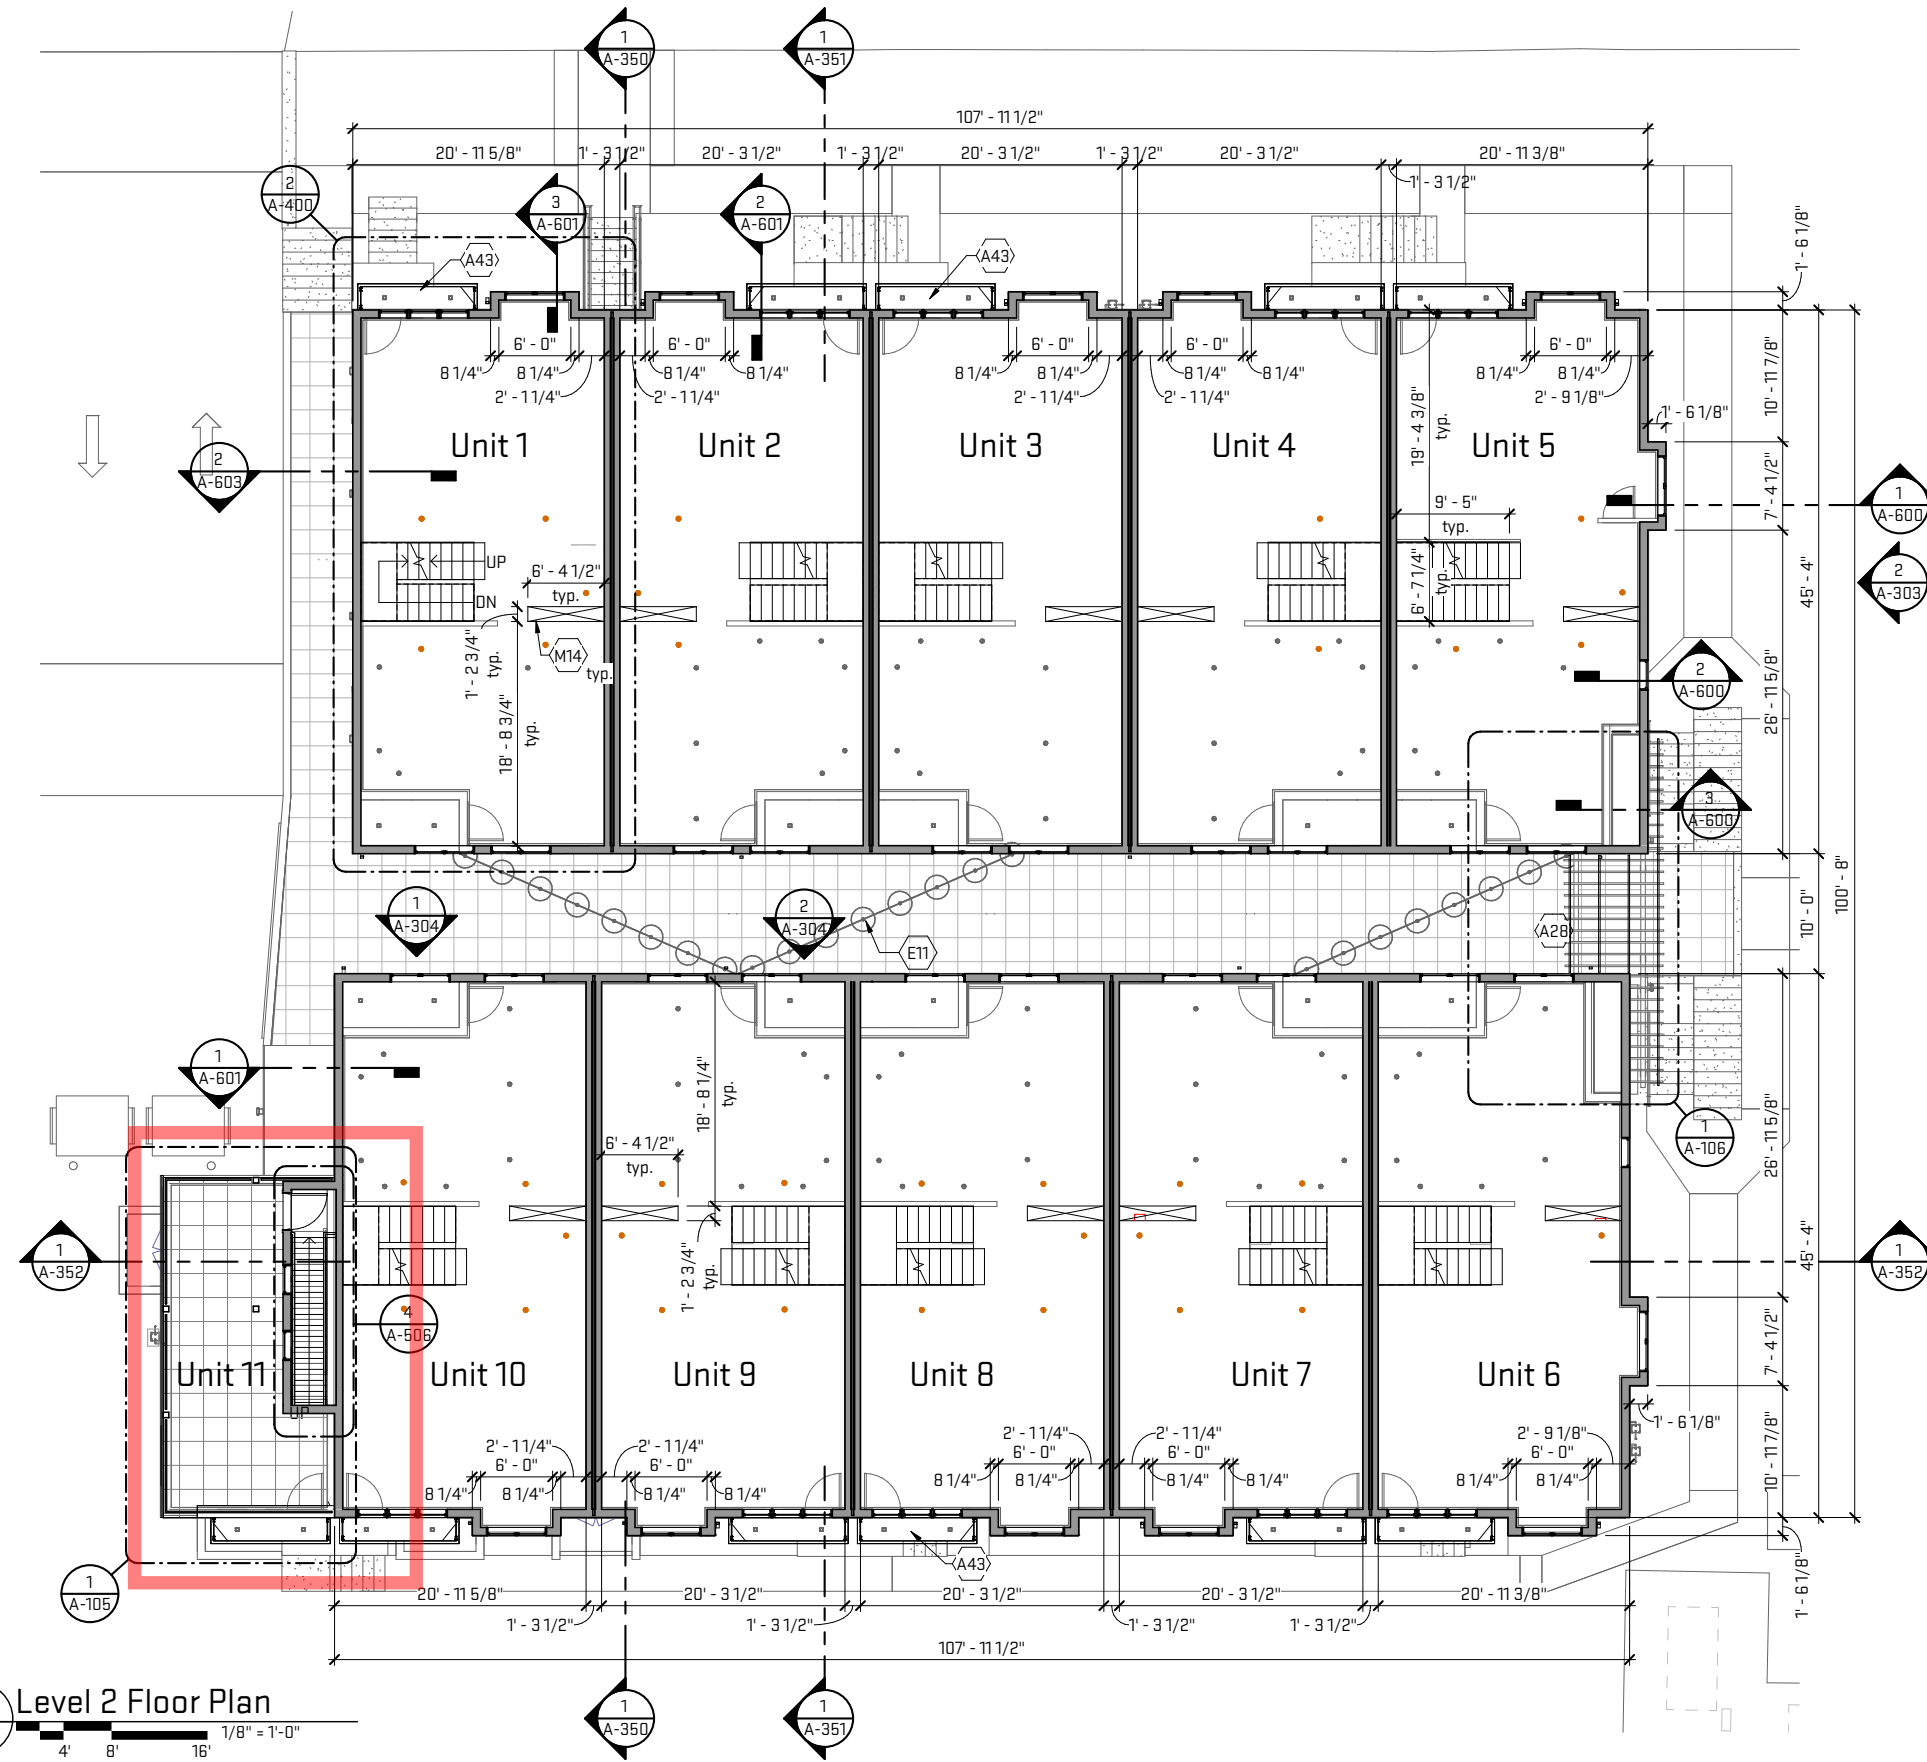 1
A-350
1
A-351
107' - 11 1/2"
20' - 11 5/8"
1' - 3 1/2"
20' - 3 1/2"
1' - 3 1/2"
20' - 3 1/2"
1' - 3 1/2"
20' - 3 1/2"
20' - 11 3/8"
1' - 3 1/2"
2
A-400
3
A-601
2
A-601
A43
A43
1' - 6 1/8"
6' - 0"
6' - 0"
6' - 0"
6' - 0"
6' - 0"
8 1/4"
8 1/4"
8 1/4"
8 1/4"
8 1/4"
8 1/4"
8 1/4"
8 1/4"
8 1/4"
8 1/4"
2' - 11/4"
2' - 11/4"
2' - 11/4"
2' - 11/4"
2' - 9 1/8"
10' - 11 7/8"
1' - 6 1/8"
19' - 4 3/8"
typ.
Unit 1
Unit 2
Unit 3
Unit 4
Unit 5
2
A-603
7' - 4 1/2"
1
A-600
9' - 5"
typ.
UP
DN
6' - 4 1/2"
typ.
6' - 7 1/4"
typ.
45' - 4"
2
A-303
1' - 2 3/4"
typ.
M14
typ.
18' - 8 3/4"
typ.
2
A-600
26' - 11 5/8"
3
A-600
100' - 8"
1
A-304
2
A-304
E11
A28
10' - 0"
1
A-601
18' - 8 1/4"
typ.
6' - 4 1/2"
typ.
1
A-106
26' - 11 5/8"
1
A-352
1' - 2 3/4"
typ.
45' - 4"
1
A-352
4
A-506
Unit 11
UP
Unit 10
Unit 9
Unit 8
Unit 7
Unit 6
7' - 4 1/2"
1' - 6 1/8"
2' - 11/4"
2' - 11/4"
2' - 11/4"
2' - 11/4"
2' - 9 1/8"
6' - 0"
6' - 0"
6' - 0"
6' - 0"
6' - 0"
8 1/4"
8 1/4"
8 1/4"
8 1/4"
8 1/4"
8 1/4"
8 1/4"
8 1/4"
8 1/4"
8 1/4"
10' - 11 7/8"
A43
1
A-105
1' - 6 1/8"
20' - 11 5/8"
20' - 3 1/2"
20' - 3 1/2"
20' - 3 1/2"
20' - 11 3/8"
1' - 3 1/2"
1' - 3 1/2"
1' - 3 1/2"
1' - 3 1/2"
107' - 11 1/2"
1
A-350
1
A-351
Level 2 Floor Plan
1/8" = 1'-0"
4' 8' 16'